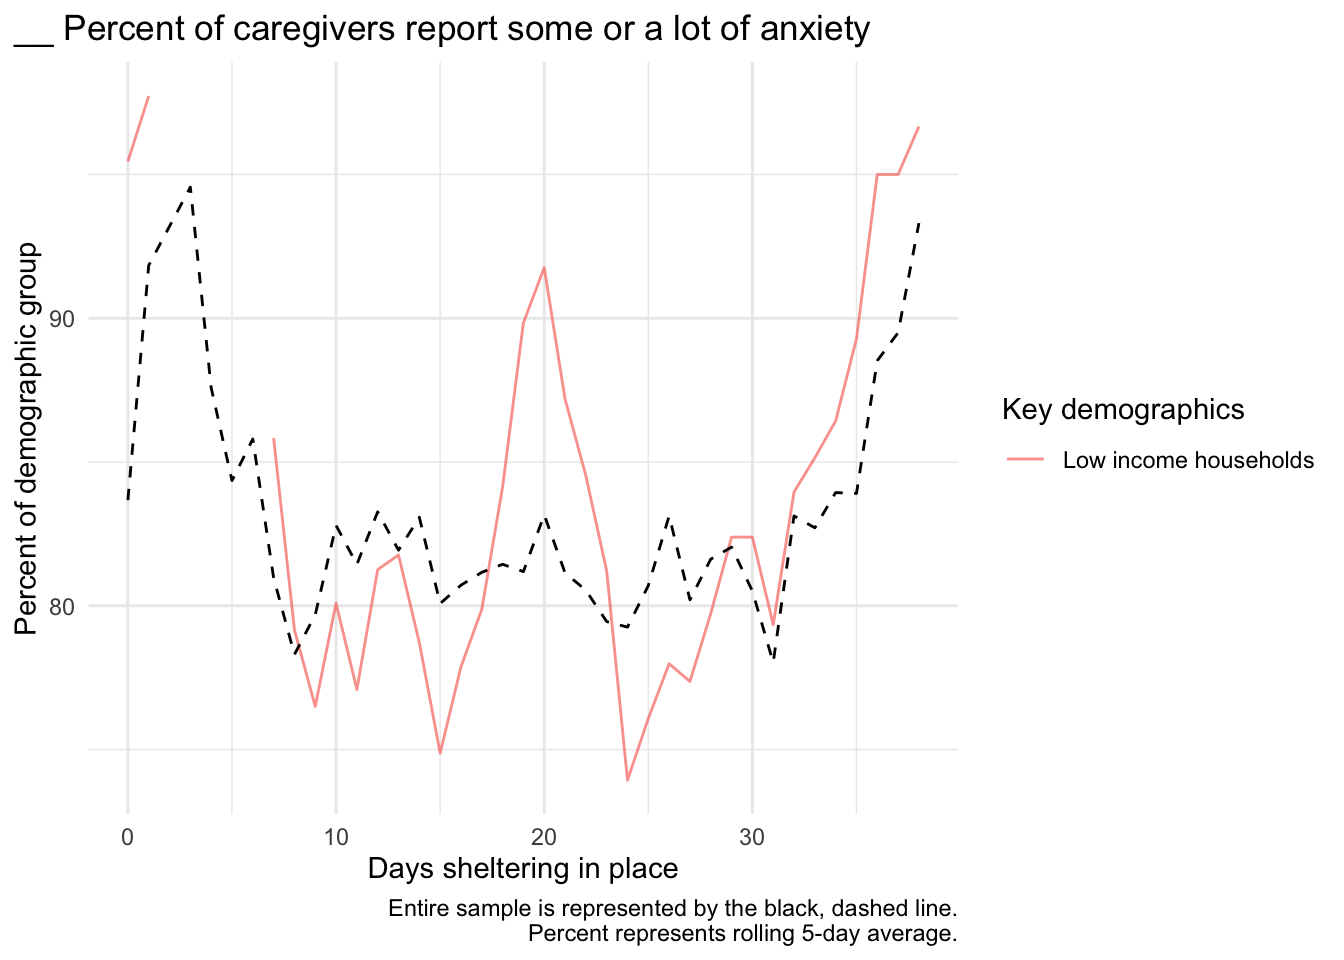 __ Percent of caregivers report some or a lot of anxiety
Percent of demographic group
90
80
0 10 20 30
Days sheltering in place
Key demographics
Low income households
Entire sample is represented by the black, dashed line.
Percent represents rolling 5-day average.